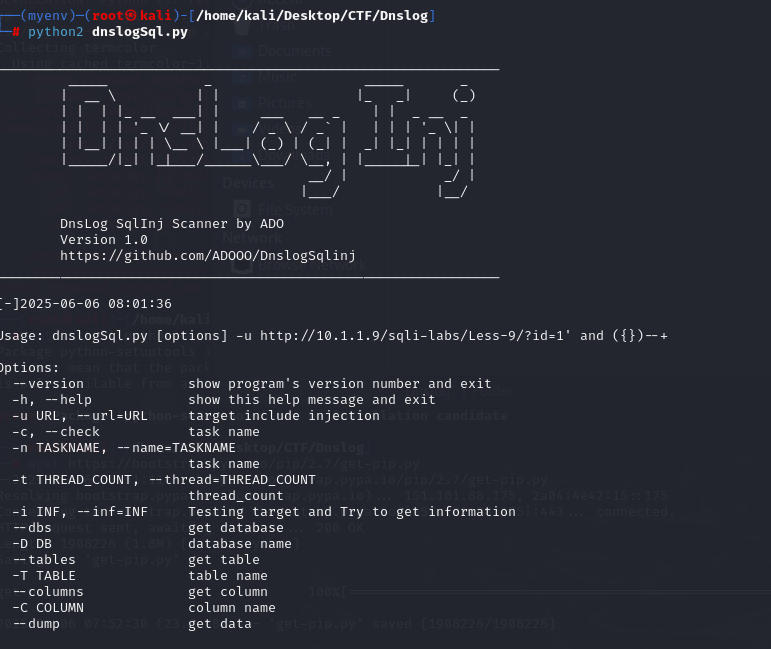 (myenv)-(root㉿kali)-[/home/kali/Desktop/CTF/Dnslog]
# python2 dnslogSql.py
DnsLog SqlInj Scanner by ADO
Version 1.0
https://github.com/ADOOO/DnslogSqlinj
[-]2025-06-06 08:01:36
Usage: dnslogSql.py [options] -u http://10.1.1.9/sqli-labs/Less-9/?id=1' and ({})--+
Options:
--version show program's version number and exit
-h, --help show this help message and exit
-u URL, --url=URL target include injection
-c, --check task name
-n TASKNAME, --name=TASKNAME
task name
-t THREAD_COUNT, --thread=THREAD_COUNT
thread_count
-i INF, --inf=INF Testing target and Try to get information
--dbs get database
-D DB database name
--tables get table
-T TABLE table name
--columns get column
-C COLUMN column name
--dump get data